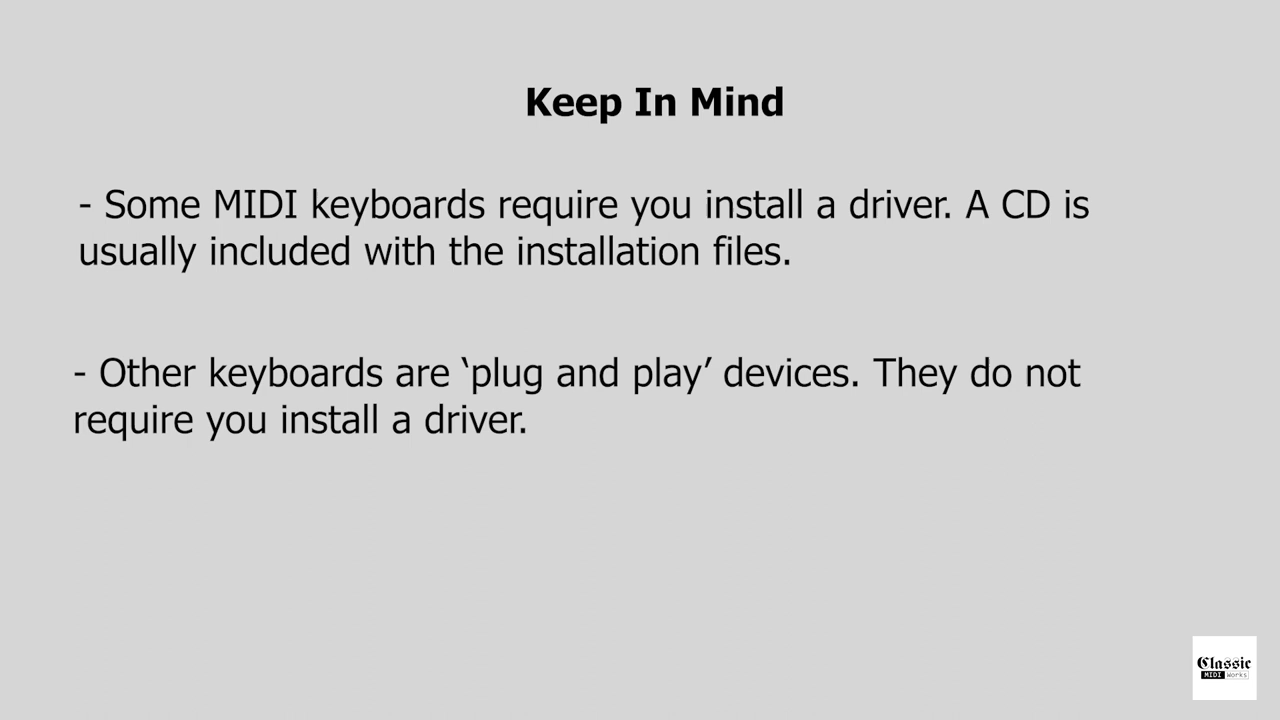 Keep In Mind
- Some MIDI keyboards require you install a driver. A CD is
usually included with the installation files.
- Other keyboards are ‘plug and play’ devices. They do not
require you install a driver.
Classic
MIDI Works